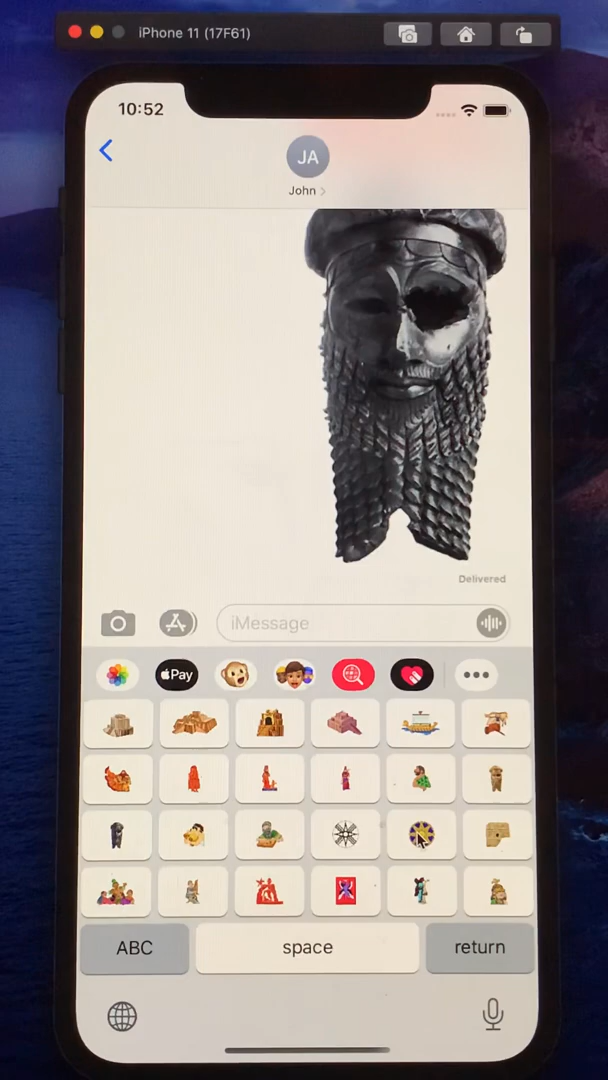 iPhone 11 (17F61)
10:52
JA
John
Delivered
iMessage
Pay
ABC
space
return